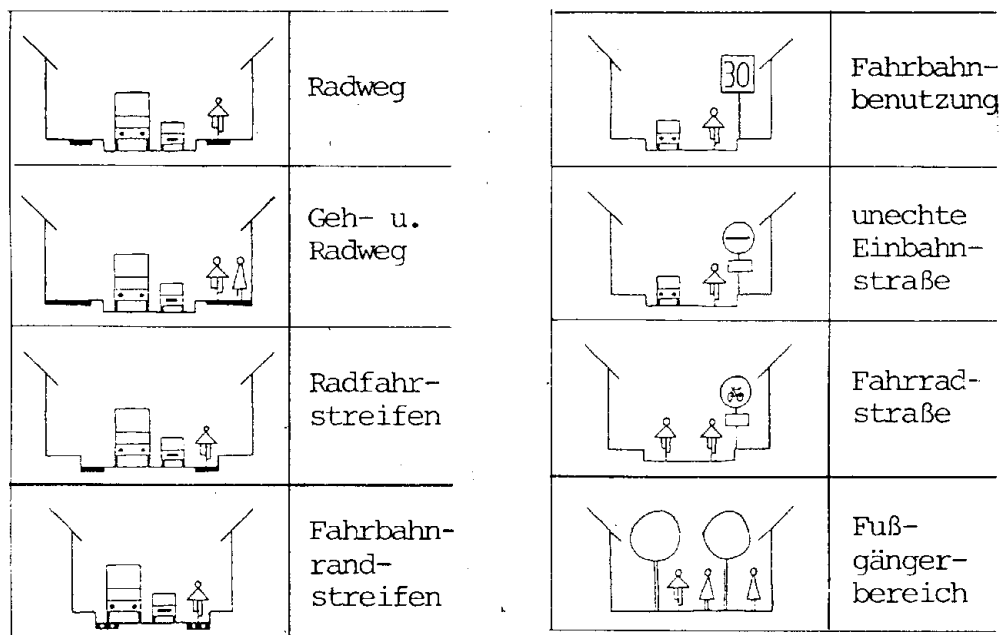 Radweg
Geh- u.
Radweg
Radfahr-
streifen
Fahrbahn-
rand-
streifen
30
Fahrbahn-
benutzung
unechte
Einbahn-
straße
Fahrrad-
straße
Fuß-
gänger-
bereich